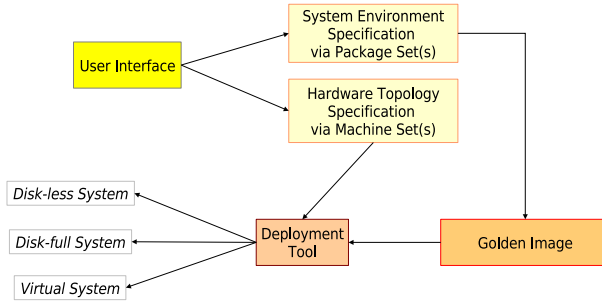 System Environment
Specification
via Package Set(s)
User Interface
Hardware Topology
Specification
via Machine Set(s)
Disk-less System
Disk-full System
Virtual System
Deployment
Tool
Golden Image